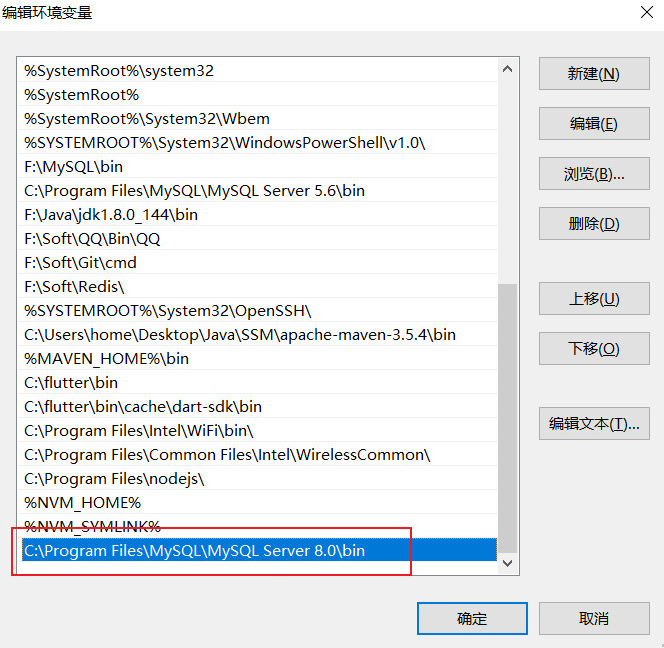 编辑环境变量
%SystemRoot%\system32
%SystemRoot%
%SystemRoot%\System32\Wbem
%SYSTEMROOT%\System32\WindowsPowerShell\v1.0\
F:\MySQL\bin
C:\Program Files\MySQL\MySQL Server 5.6\bin
F:\Java\jdk1.8.0_144\bin
F:\Soft\QQ\Bin\QQ
F:\Soft\Git\cmd
F:\Soft\Redis\
%SYSTEMROOT%\System32\OpenSSH\
C:\Users\home\Desktop\Java\SSM\apache-maven-3.5.4\bin
%MAVEN_HOME%\bin
C:\flutter\bin
C:\flutter\bin\cache\dart-sdk\bin
C:\Program Files\Intel\WiFi\bin\
C:\Program Files\Common Files\Intel\WirelessCommon\
C:\Program Files\nodejs\
%NVM_HOME%
%NVM_SYMLINK%
C:\Program Files\MySQL\MySQL Server 8.0\bin
新建(N)
编辑(E)
浏览(B)...
删除(D)
上移(U)
下移(O)
编辑文本(T)...
确定
取消